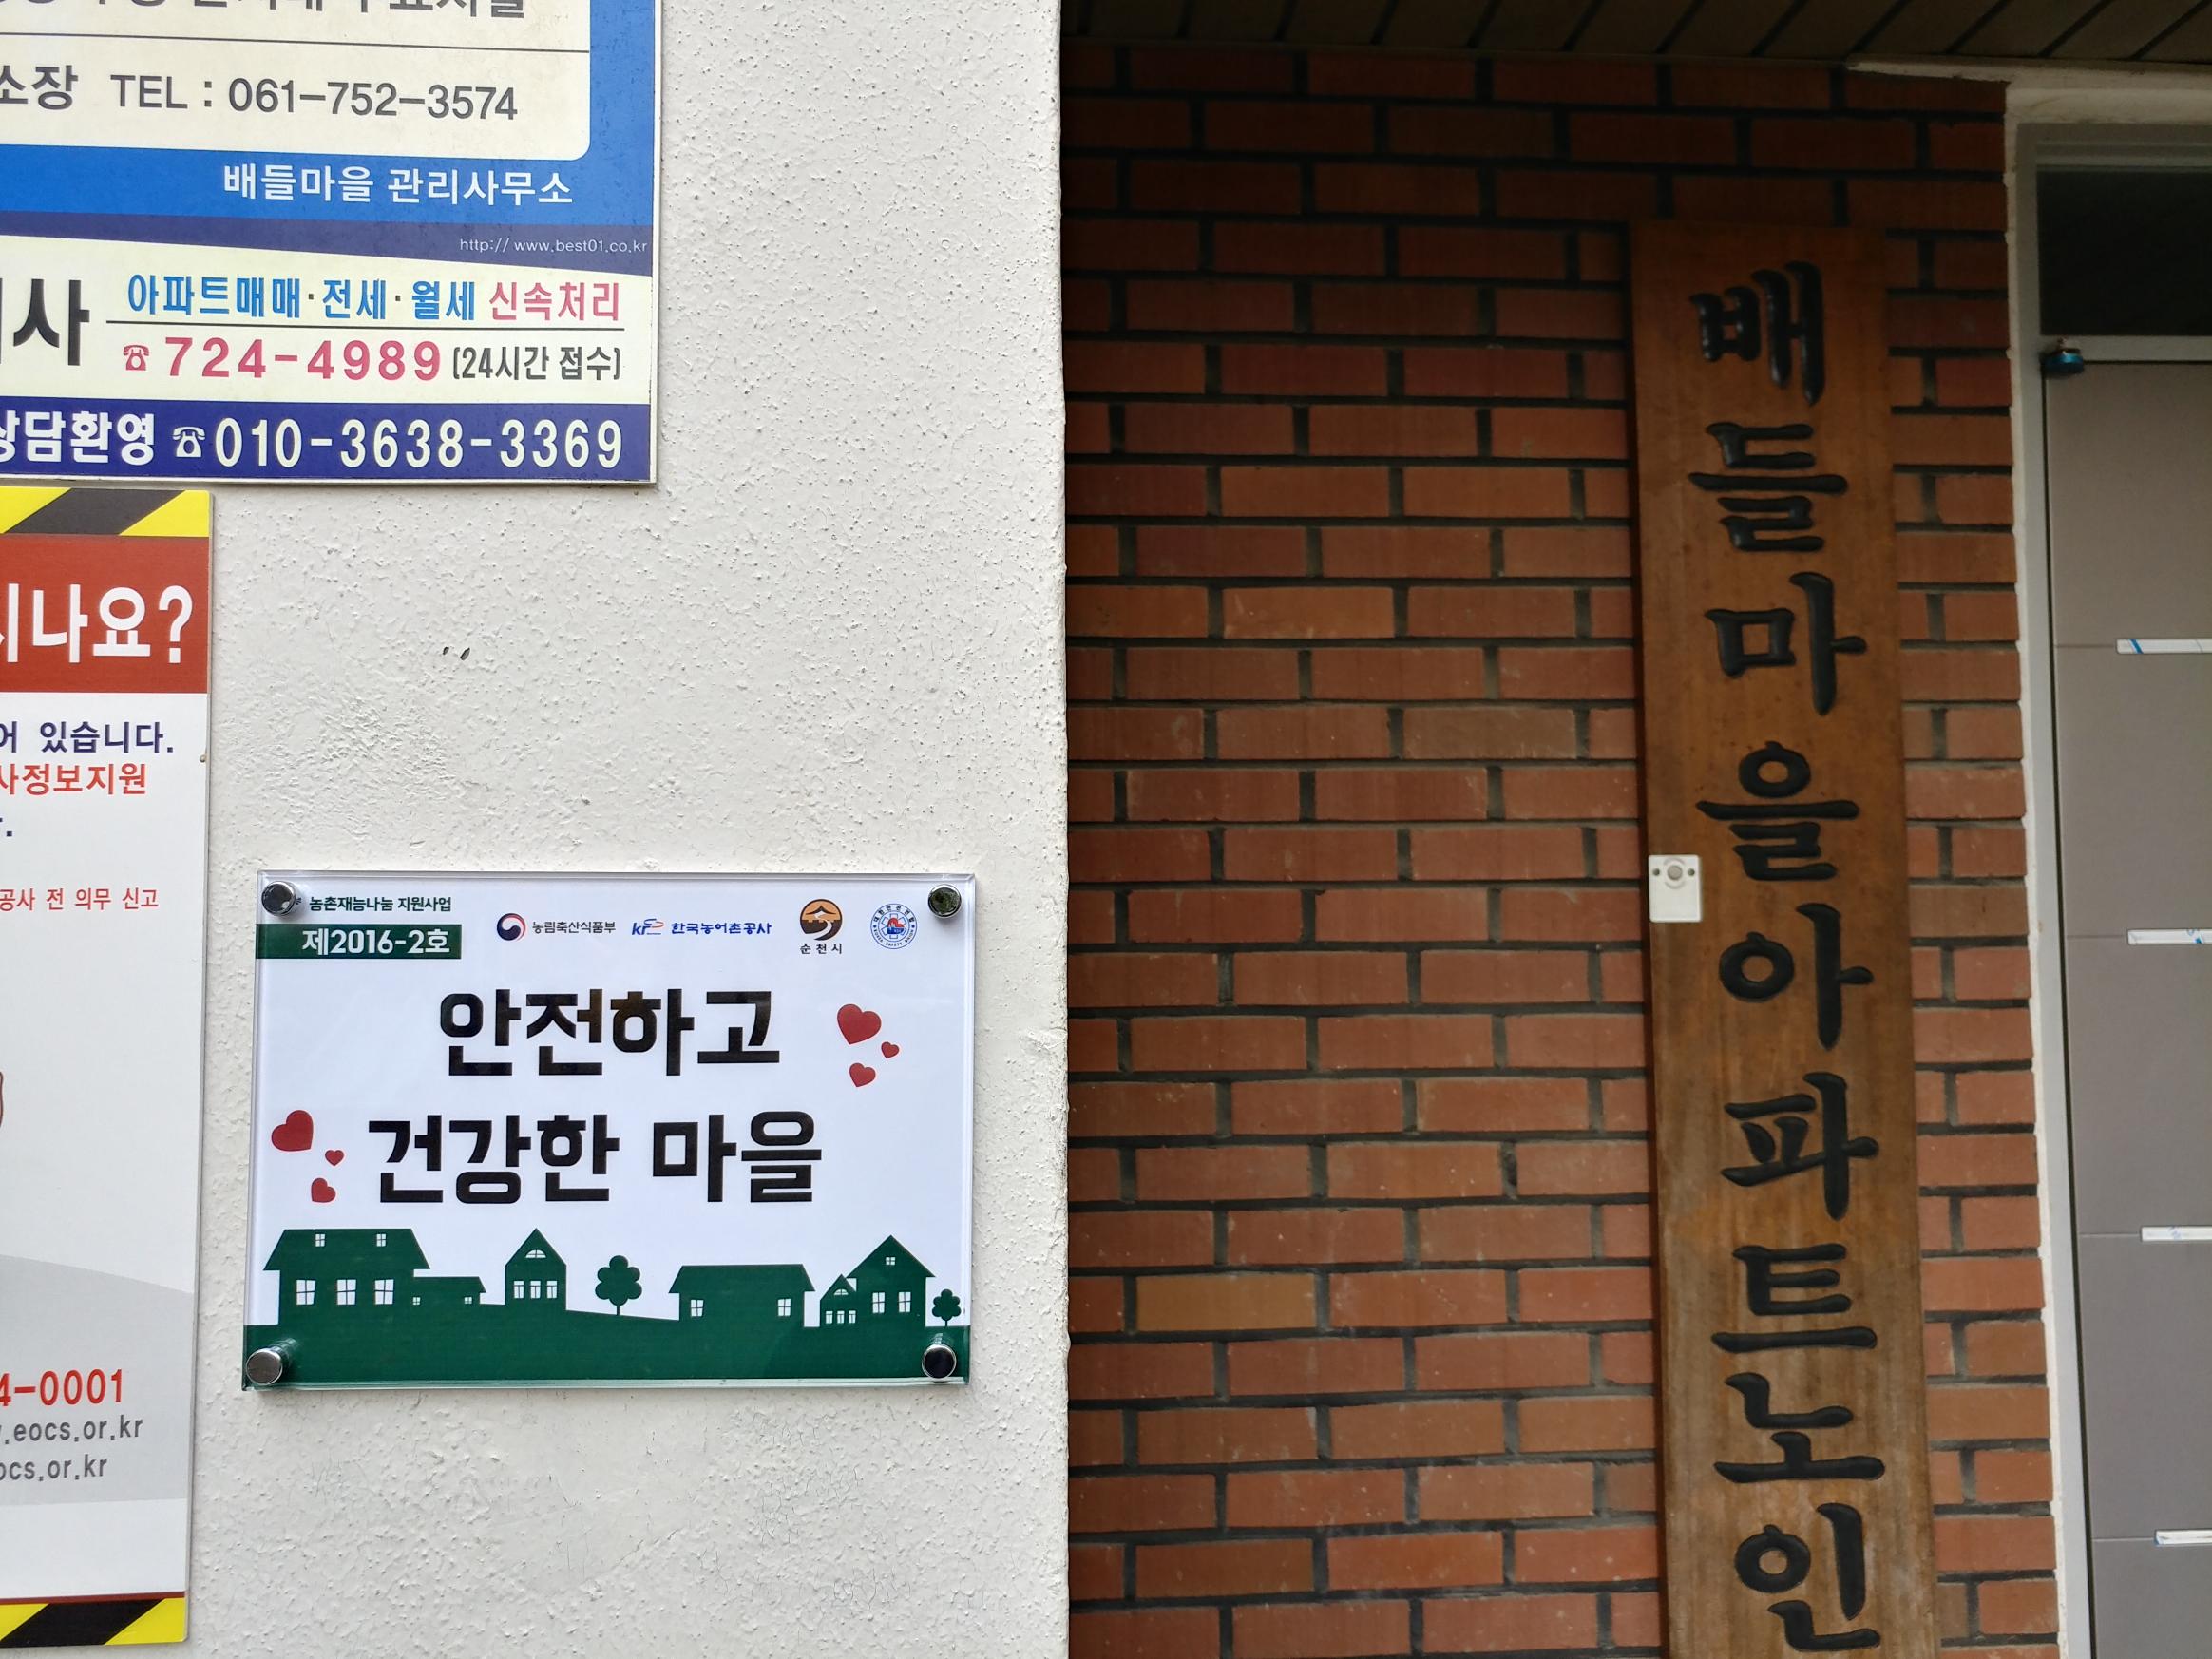 소장 TEL : 061-752-3574
배들마을 관리사무소
http:// www.best01.co.kr
아파트매매·전세·월세 신속처리
724-4989 (24시간 접수)
상담환영 010-3638-3369
시나요?
어 있습니다.
사정보지원
공사 전 의무 신고
4-0001
.eocs.or.kr
ocs.or.kr
농촌재능나눔 지원사업
제2016-2호
농림축산식품부
한국농어촌공사
순천시
안전하고
건강한 마을
배들마을아파트노인